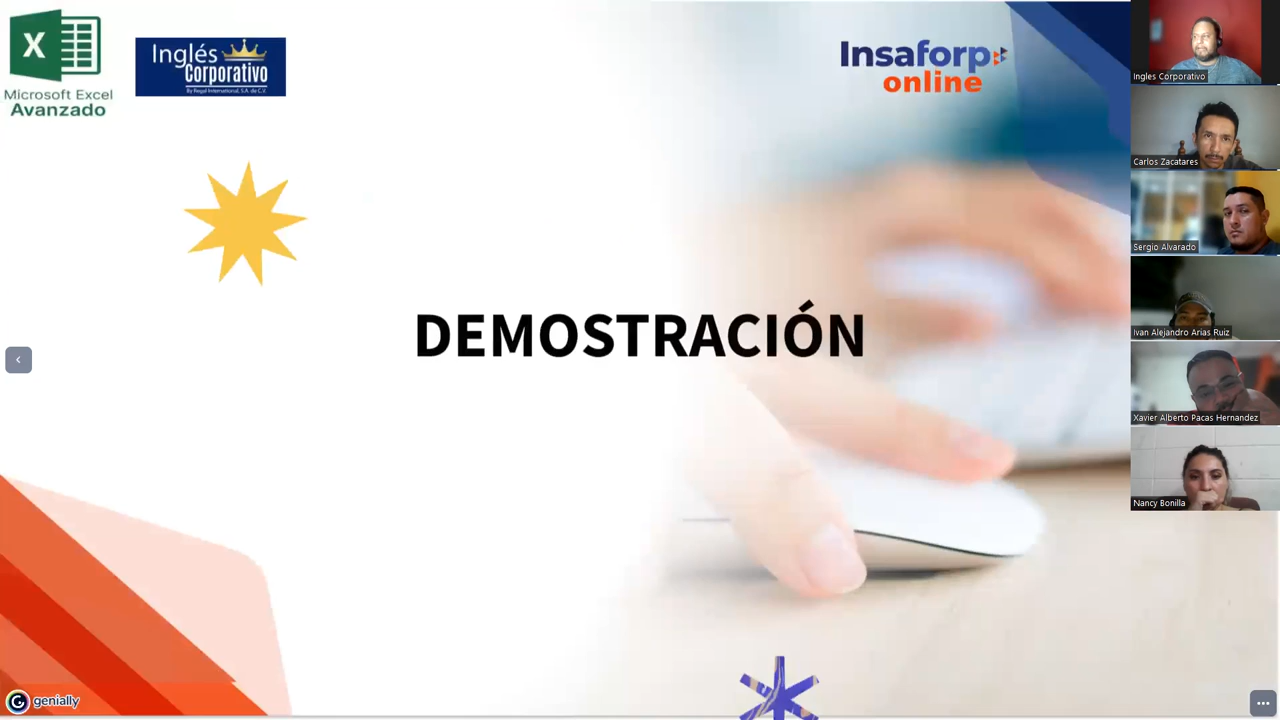 X
Microsoft Excel
Avanzado
Inglés
Corporativo
By Regal International, S.A. de C.V.
Insaforp
online
DEMOSTRACIÓN
genially
Ingles Corporativo
Carlos Zacatares
Sergio Alvarado
Ivan Alejandro Arias Ruiz
Xavier Alberto Pacas Hernandez
Nancy Bonilla